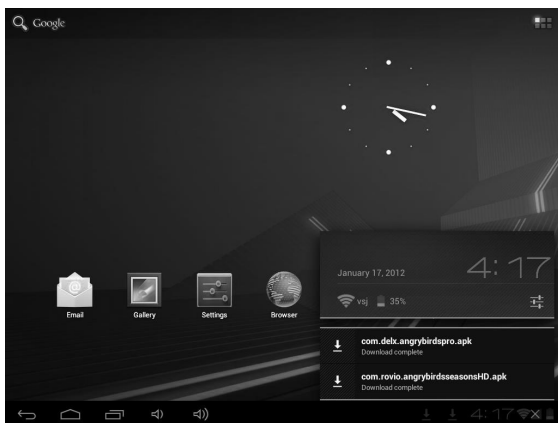 Google
January 17, 2012
4:17
vsj 35%
Email
Gallery
Settings
Browser
com.delx.angrybirdspro.apk
Download complete
com.rovio.angrybirdsseasonsHD.apk
Download complete
4:17